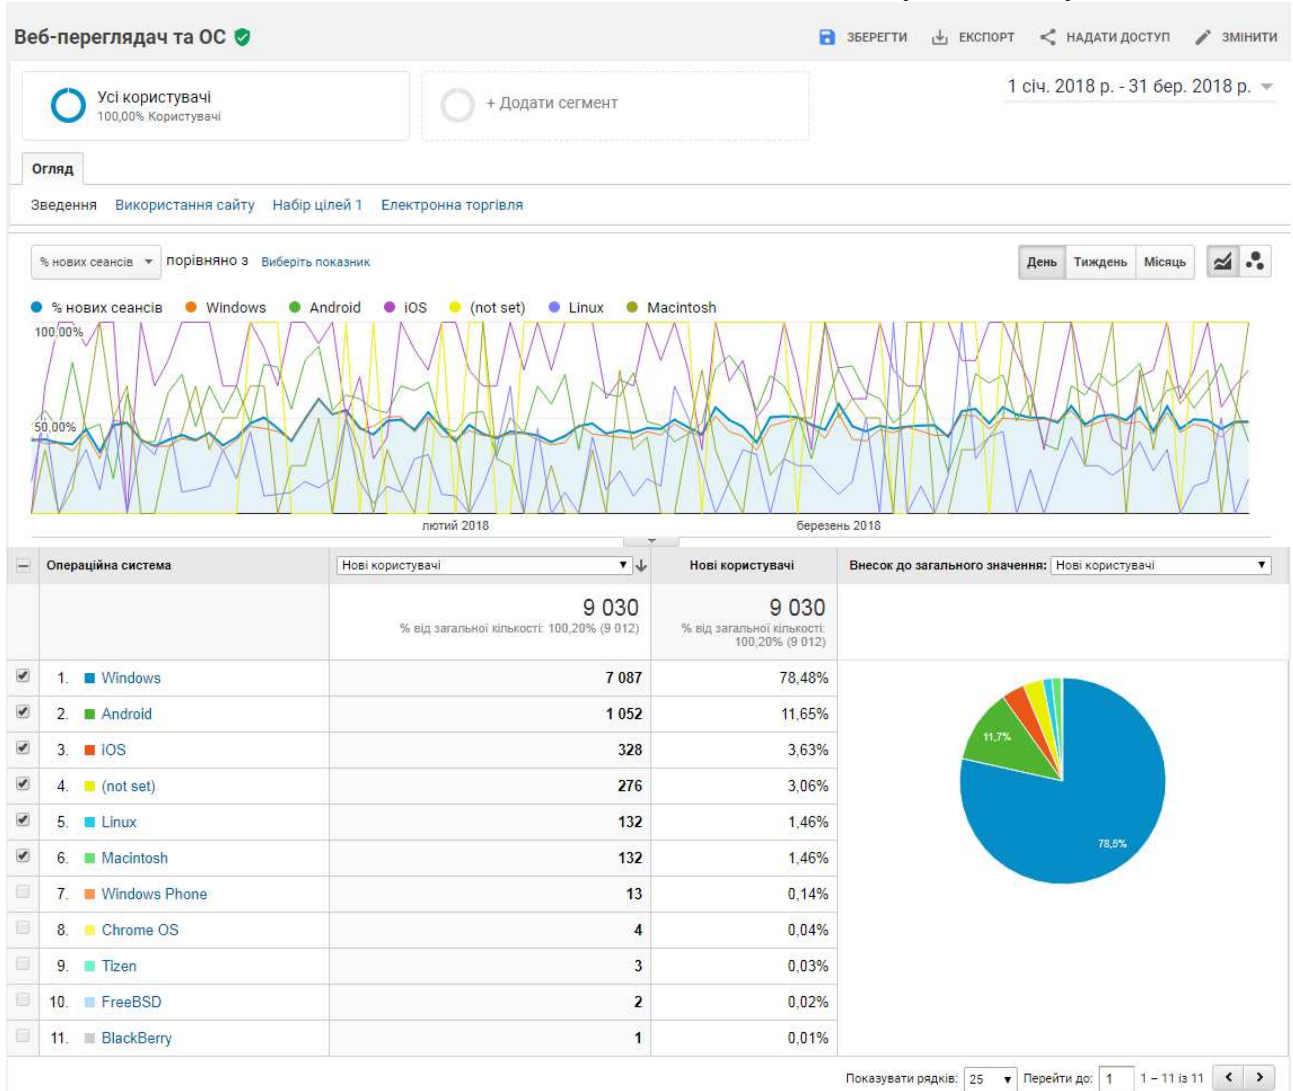 Веб-переглядач та ОС
ЗБЕРЕГТИ ЕКСПОРТ НАДАТИ ДОСТУП ЗМІНИТИ
Усі користувачі
100,00% Користувачі
+ Додати сегмент
1 січ. 2018 р. - 31 бер. 2018 р.
Огляд
Зведення Використання сайту Набір цілей 1 Електронна торгівля
% нових сеансів порівняно з Виберіть показник
День Тиждень Місяць
% нових сеансів Windows Android iOS (not set) Linux Macintosh
100,00%
50,00%
лютий 2018 березень 2018
Операційна система Нові користувачі Нові користувачі Внесок до загального значення: Нові користувачі
9 030 9 030
% від загальної кількості: 100,20% (9 012) % від загальної кількості:
100,20% (9 012)
1. Windows 7 087 78,48%
2. Android 1 052 11,65%
3. iOS 328 3,63%
4. (not set) 276 3,06%
5. Linux 132 1,46%
6. Macintosh 132 1,46%
7. Windows Phone 13 0,14%
8. Chrome OS 4 0,04%
9. Tizen 3 0,03%
10. FreeBSD 2 0,02%
11. BlackBerry 1 0,01%
11,7%
78,5%
Показувати рядків: 25 Перейти до: 1 1 – 11 із 11